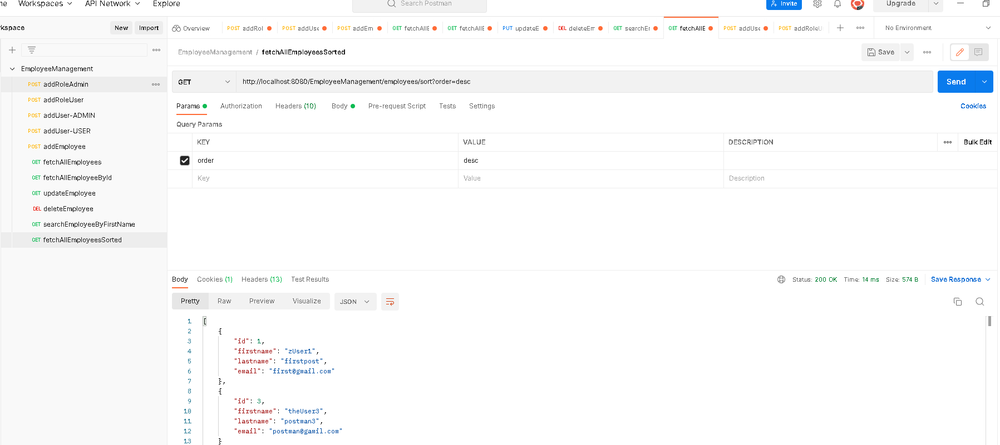 Workspaces API Network Explore Search Postman Invite Upgrade
New Import Overview POST addRol POST addUse POST addEm GET fetchAllE GET fetchAllE PUT updateE DEL deleteEm GET searchEr GET fetchAllE POST addUse POST addRoleU No Environment
EmployeeManagement / fetchAllEmployeesSorted Save
EmployeeManagement
POST addRoleAdmin
POST addRoleUser
POST addUser-ADMIN
POST addUser-USER
POST addEmployee
GET fetchAllEmployees
GET fetchAllEmployeeById
GET updateEmployee
DEL deleteEmployee
GET searchEmployeeByFirstName
GET fetchAllEmployeesSorted
GET http://localhost:8080/EmployeeManagement/employees/sort?order=desc Send
Params Authorization Headers (10) Body Pre-request Script Tests Settings Cookies
Query Params
KEY VALUE DESCRIPTION Bulk Edit
order desc
Key Value Description
Body Cookies (1) Headers (13) Test Results Status: 200 OK Time: 14 ms Size: 574 B Save Response
Pretty Raw Preview Visualize JSON
1 [
2 {
3 "id": 1,
4 "firstname": "zUser1",
5 "lastname": "firstpost",
6 "email": "first@gmail.com"
7 },
8 {
9 "id": 3,
10 "firstname": "theUser3",
11 "lastname": "postman3",
12 "email": "postman@gamil.com"
13 }